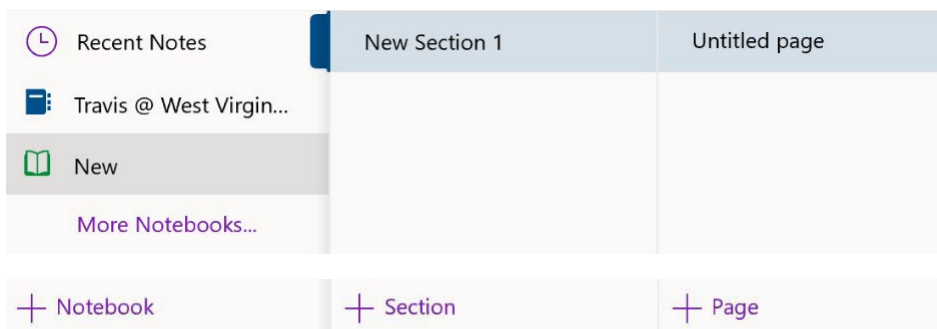 Recent Notes
New Section 1
Untitled page
Travis @ West Virgin...
New
More Notebooks...
+ Notebook
+ Section
+ Page